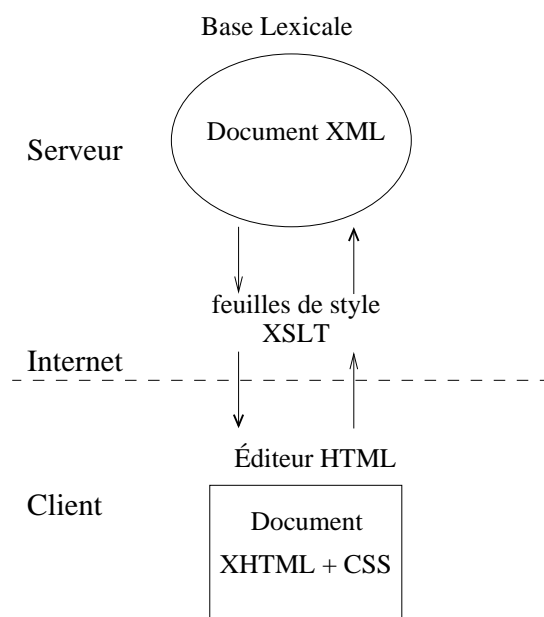 Base Lexicale
Document XML
Serveur
feuilles de style
XSLT
Internet
Éditeur HTML
Client
Document
XHTML + CSS